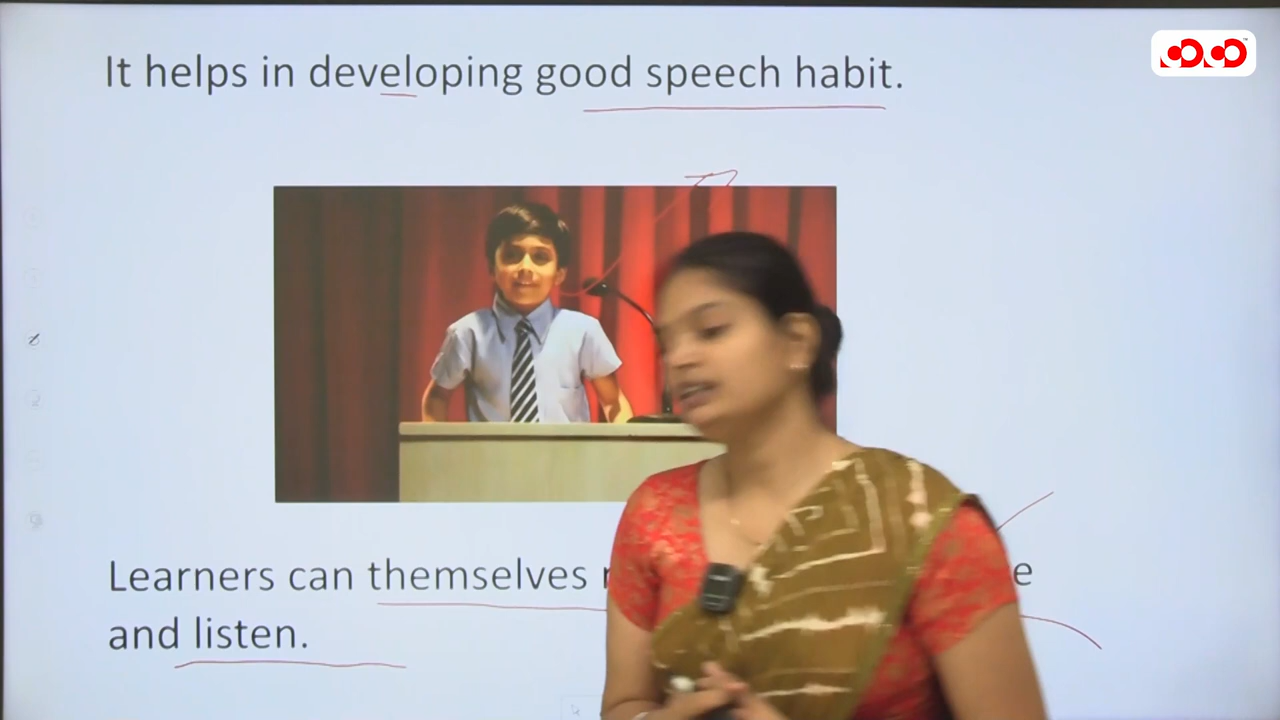 It helps in developing good speech habit.
Learners can themselves
and listen.